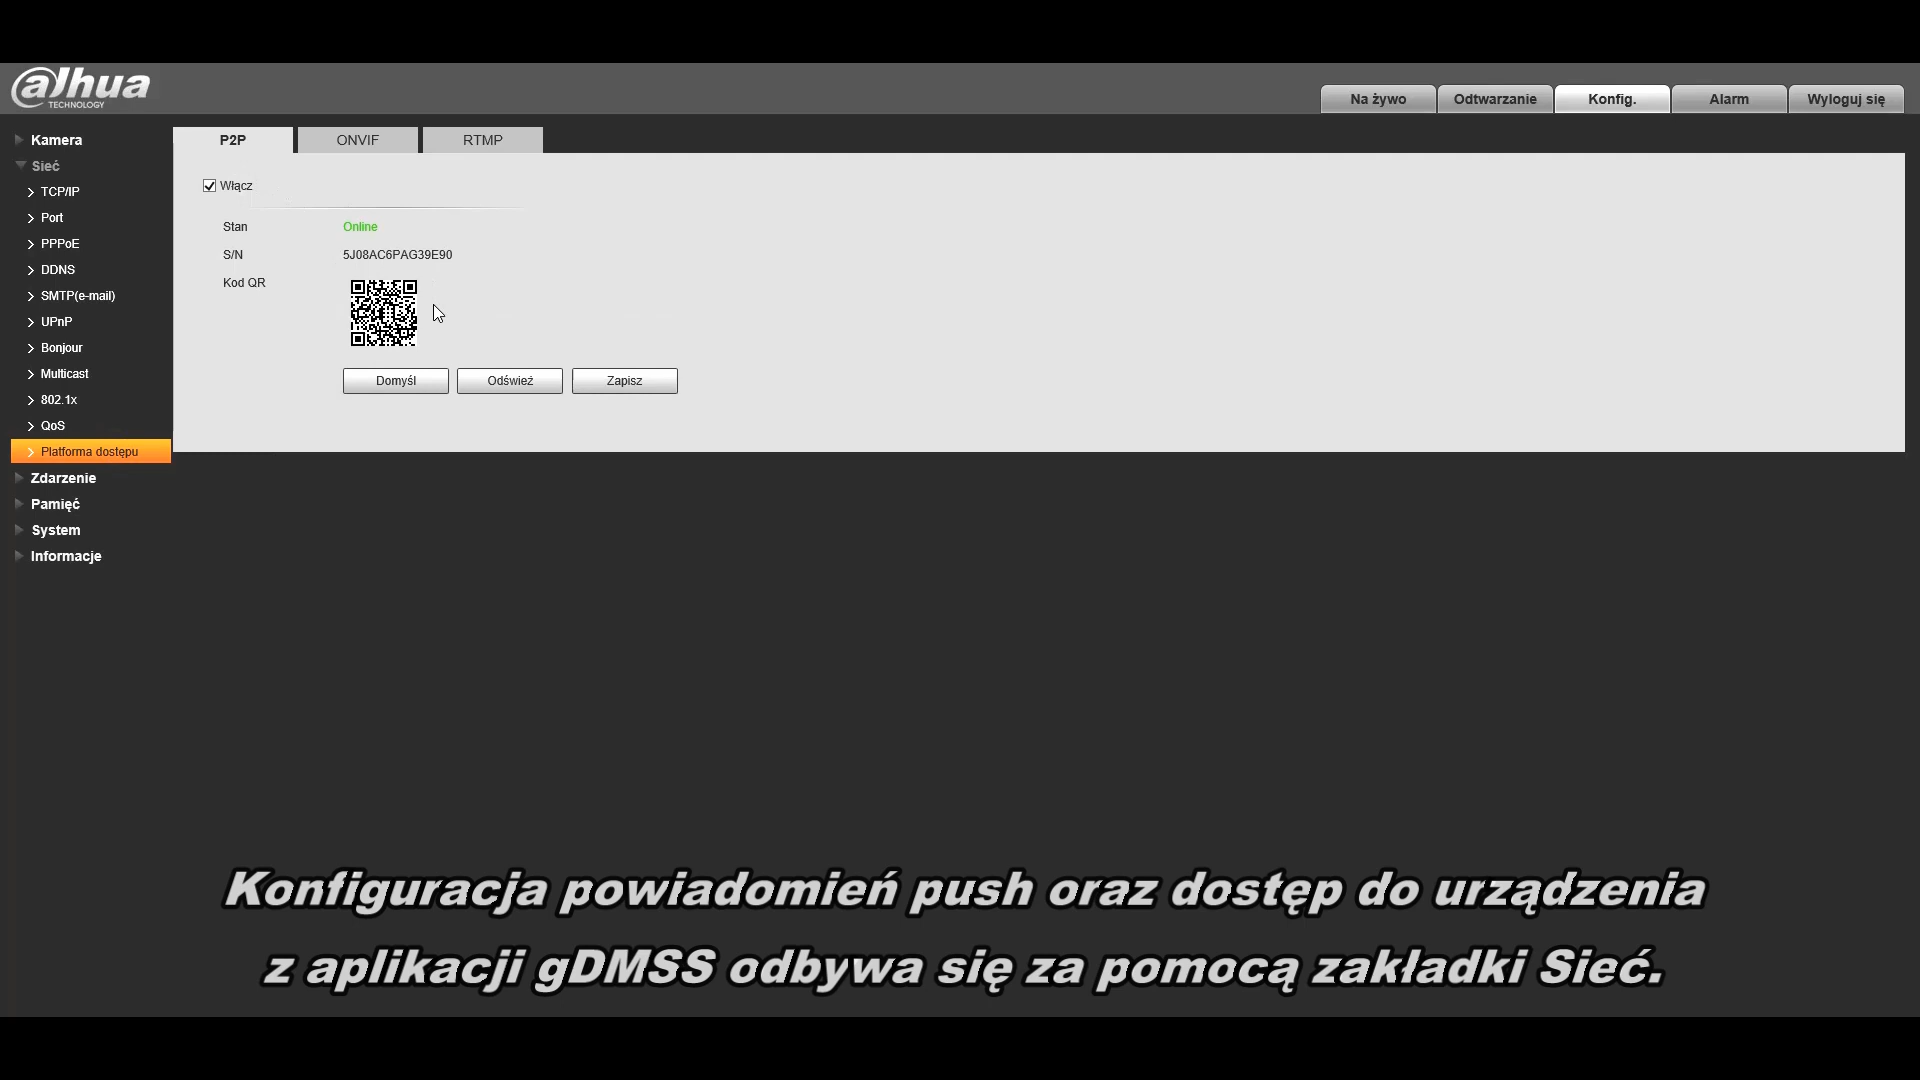 alhua
TECHNOLOGY
Na żywo
Odtwarzanie
Konfig.
Alarm
Wyloguj się
Kamera
Sieć
TCP/IP
Port
PPPoE
DDNS
SMTP(e-mail)
UPnP
Bonjour
Multicast
802.1x
QoS
Platforma dostępu
Zdarzenie
Pamięć
System
Informacje
P2P
ONVIF
RTMP
Włącz
Stan Online
S/N 5J08AC6PAG39E90
Kod QR
Domyśl Odśwież Zapisz
Konfiguracja powiadomień push oraz dostęp do urządzenia
z aplikacji gDMSS odbywa się za pomocą zakładki Sieć.